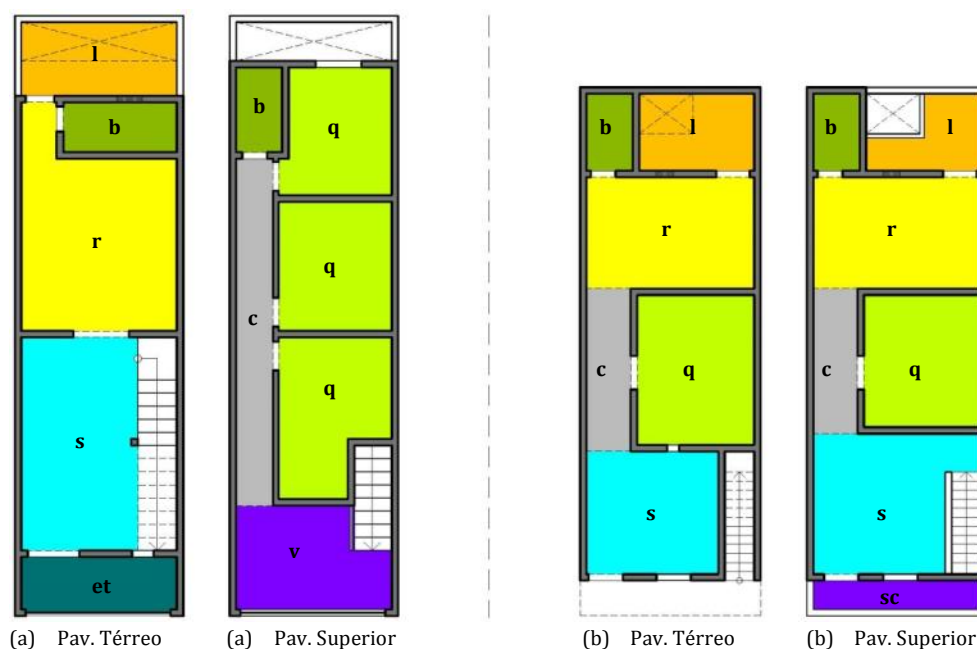 l
b
b
q
b
l
b
l
r
q
r
r
c
q
c
q
c
q
s
s
s
v
et
sc
(a) Pav. Térreo
(a) Pav. Superior
(b) Pav. Térreo
(b) Pav. Superior